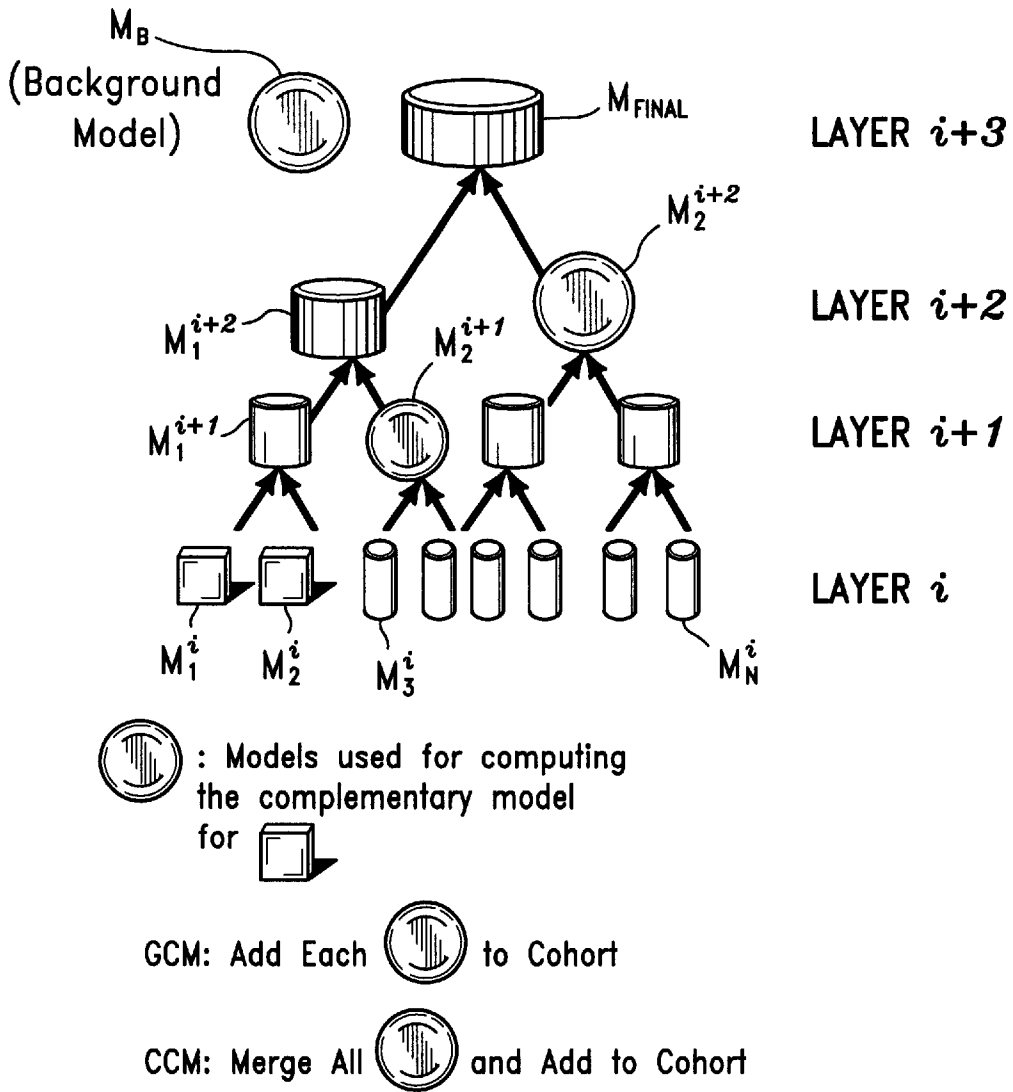 M_B
(Background
Model)
M_FINAL
LAYER i+3
M_2^{i+2}
LAYER i+2
M_1^{i+2}
M_2^{i+1}
M_1^{i+1}
LAYER i+1
LAYER i
M_1^i
M_2^i
M_3^i
M_N^i
: Models used for computing
the complementary model
for
GCM: Add Each to Cohort
CCM: Merge All and Add to Cohort